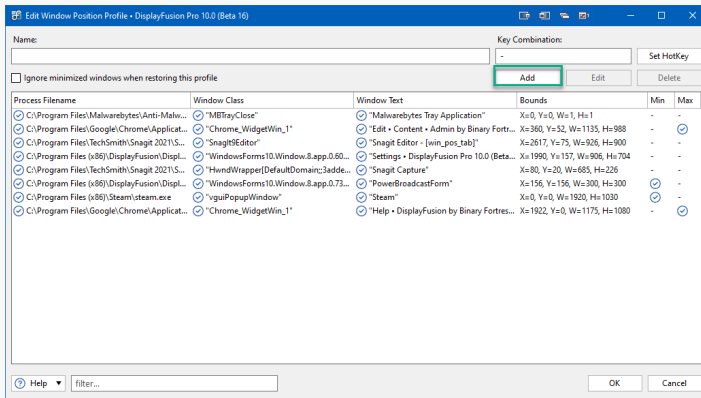 Edit Window Position Profile • DisplayFusion Pro 10.0 (Beta 16)
Name:
Key Combination:
-
Set HotKey
Ignore minimized windows when restoring this profile
Add
Edit
Delete
Process Filename Window Class Window Text Bounds Min Max
C:\Program Files\Malwarebytes\Anti-Malw... "MBTrayClose" "Malwarebytes Tray Application" X=0, Y=0, W=1, H=1 - -
C:\Program Files\Google\Chrome\Applicat... "Chrome_WidgetWin_1" "Edit • Content • Admin by Binary Fortr... X=360, Y=52, W=1135, H=988 -
C:\Program Files\TechSmith\Snagit 2021\S... "SnagIt9Editor" "Snagit Editor - [win_pos_tab]" X=2617, Y=75, W=926, H=900 - -
C:\Program Files (x86)\DisplayFusion\Displ... "WindowsForms10.Window.8.app.0.60... "Settings • DisplayFusion Pro 10.0 (Beta... X=1990, Y=157, W=906, H=704 - -
C:\Program Files\TechSmith\Snagit 2021\S... "HwndWrapper[DefaultDomain;;3adde... "Snagit Capture" X=80, Y=20, W=685, H=226 - -
C:\Program Files (x86)\DisplayFusion\Displ... "WindowsForms10.Window.8.app.0.73... "PowerBroadcastForm" X=156, Y=156, W=300, H=300 -
C:\Program Files (x86)\Steam\steam.exe "vguiPopupWindow" "Steam" X=0, Y=0, W=1920, H=1030 -
C:\Program Files\Google\Chrome\Applicat... "Chrome_WidgetWin_1" "Help • DisplayFusion by Binary Fortres... X=1922, Y=0, W=1175, H=1080 -
Help
filter...
OK
Cancel